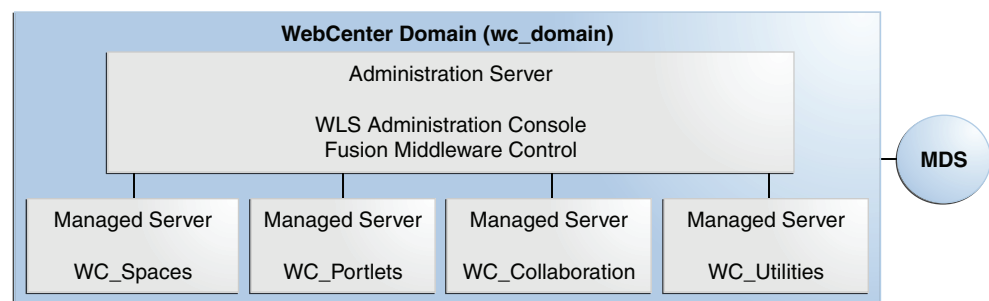 WebCenter Domain (wc_domain)
Administration Server
WLS Administration Console
Fusion Middleware Control
MDS
Managed Server
WC_Spaces
Managed Server
WC_Portlets
Managed Server
WC_Collaboration
Managed Server
WC_Utilities